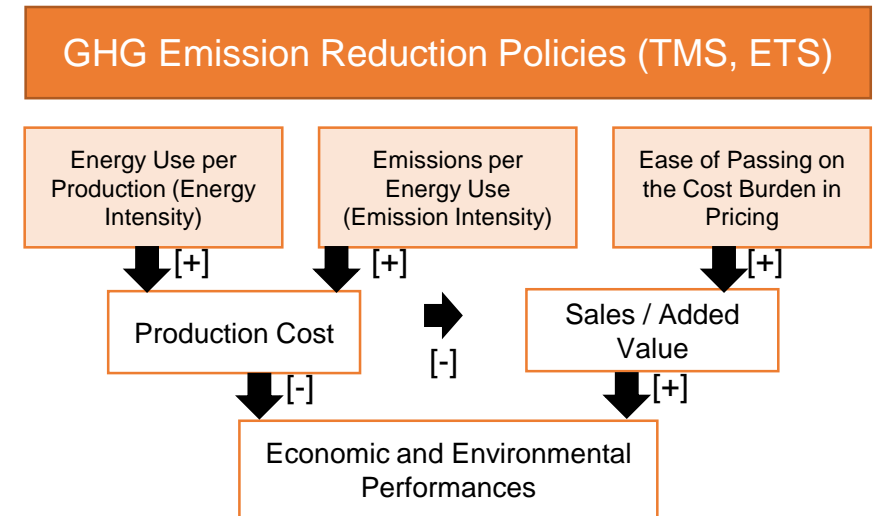 GHG Emission Reduction Policies (TMS, ETS)
Energy Use per
Production (Energy
Intensity)
Emissions per
Energy Use
(Emission Intensity)
Ease of Passing on
the Cost Burden in
Pricing
[+]
[+]
[+]
Production Cost
[-]
Sales / Added
Value
[-]
[+]
Economic and Environmental
Performances